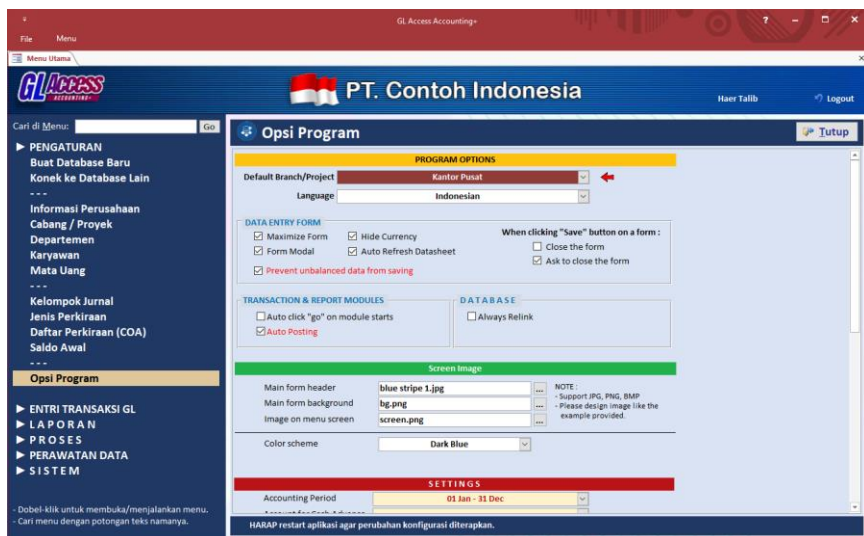 GL Access Accounting+
File Menu
Menu Utama
GL Access
ACCOUNTING+
PT. Contoh Indonesia
Haer Talib
Logout
Cari di Menu: Go
PENGATURAN
Buat Database Baru
Konek ke Database Lain
---
Informasi Perusahaan
Cabang / Proyek
Departemen
Karyawan
Mata Uang
---
Kelompok Jurnal
Jenis Perkiraan
Daftar Perkiraan (COA)
Saldo Awal
---
Opsi Program
ENTRI TRANSAKSI GL
LAPORAN
PROSES
PERAWATAN DATA
SISTEM
- Dobel-klik untuk membuka/menjalankan menu.
- Cari menu dengan potongan teks namanya.
Opsi Program
Tutup
PROGRAM OPTIONS
Default Branch/Project Kantor Pusat
Language Indonesian
DATA ENTRY FORM
Maximize Form Hide Currency
Form Modal Auto Refresh Datasheet
Prevent unbalanced data from saving
When clicking "Save" button on a form :
Close the form
Ask to close the form
TRANSACTION & REPORT MODULES
Auto click "go" on module starts
Auto Posting
DATABASE
Always Relink
Screen Image
Main form header blue stripe 1.jpg ...
Main form background bg.png ...
Image on menu screen screen.png ...
NOTE :
- Support JPG, PNG, BMP
- Please design image like the
example provided.
Color scheme Dark Blue
SETTINGS
Accounting Period 01 Jan - 31 Dec
HARAP restart aplikasi agar perubahan konfigurasi diterapkan.